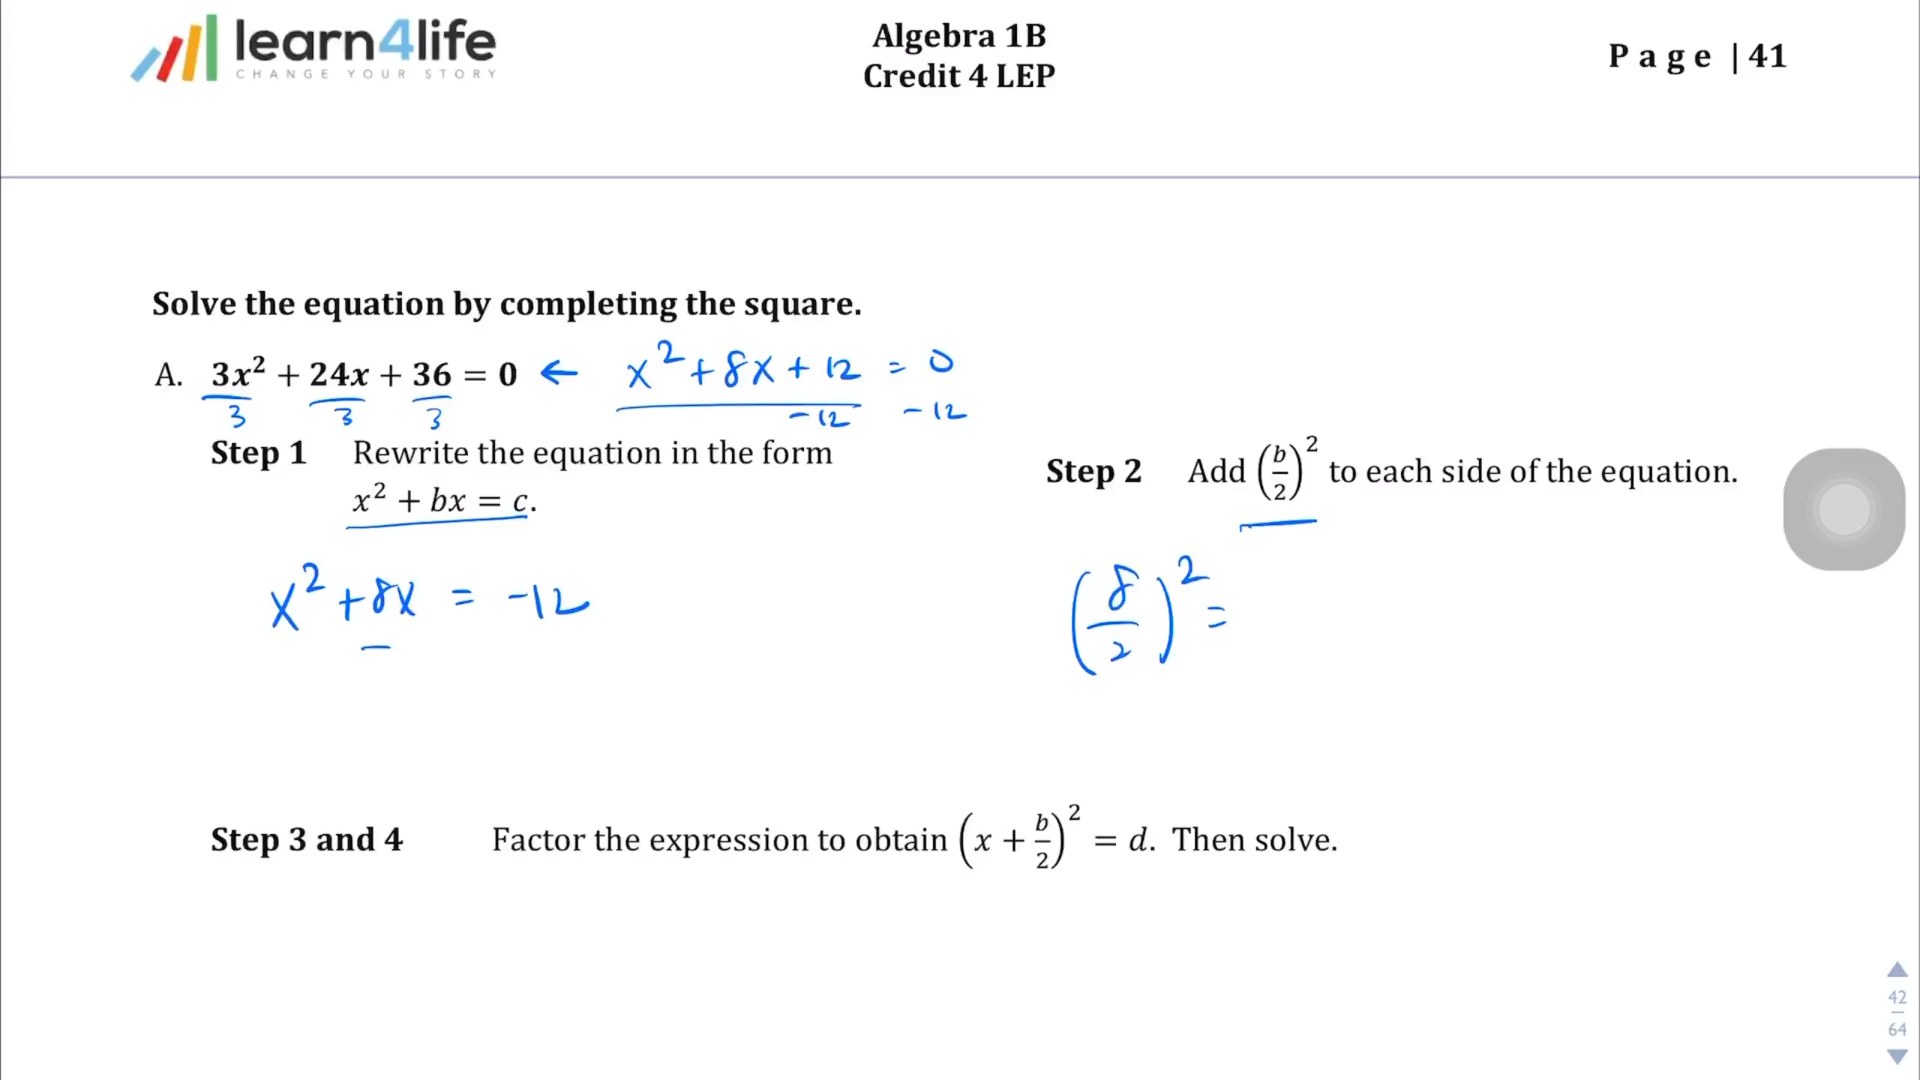 learn4life
CHANGE YOUR STORY
Algebra 1B
Credit 4 LEP
Page | 41
Solve the equation by completing the square.
A. 3x² + 24x + 36 = 0 ← x² + 8x + 12 = 0
3 3 3 -12 -12
Step 1 Rewrite the equation in the form
x² + bx = c.
Step 2 Add (b/2)² to each side of the equation.
x² + 8x = -12
(8/2)² =
Step 3 and 4 Factor the expression to obtain (x + b/2)² = d. Then solve.
42
64